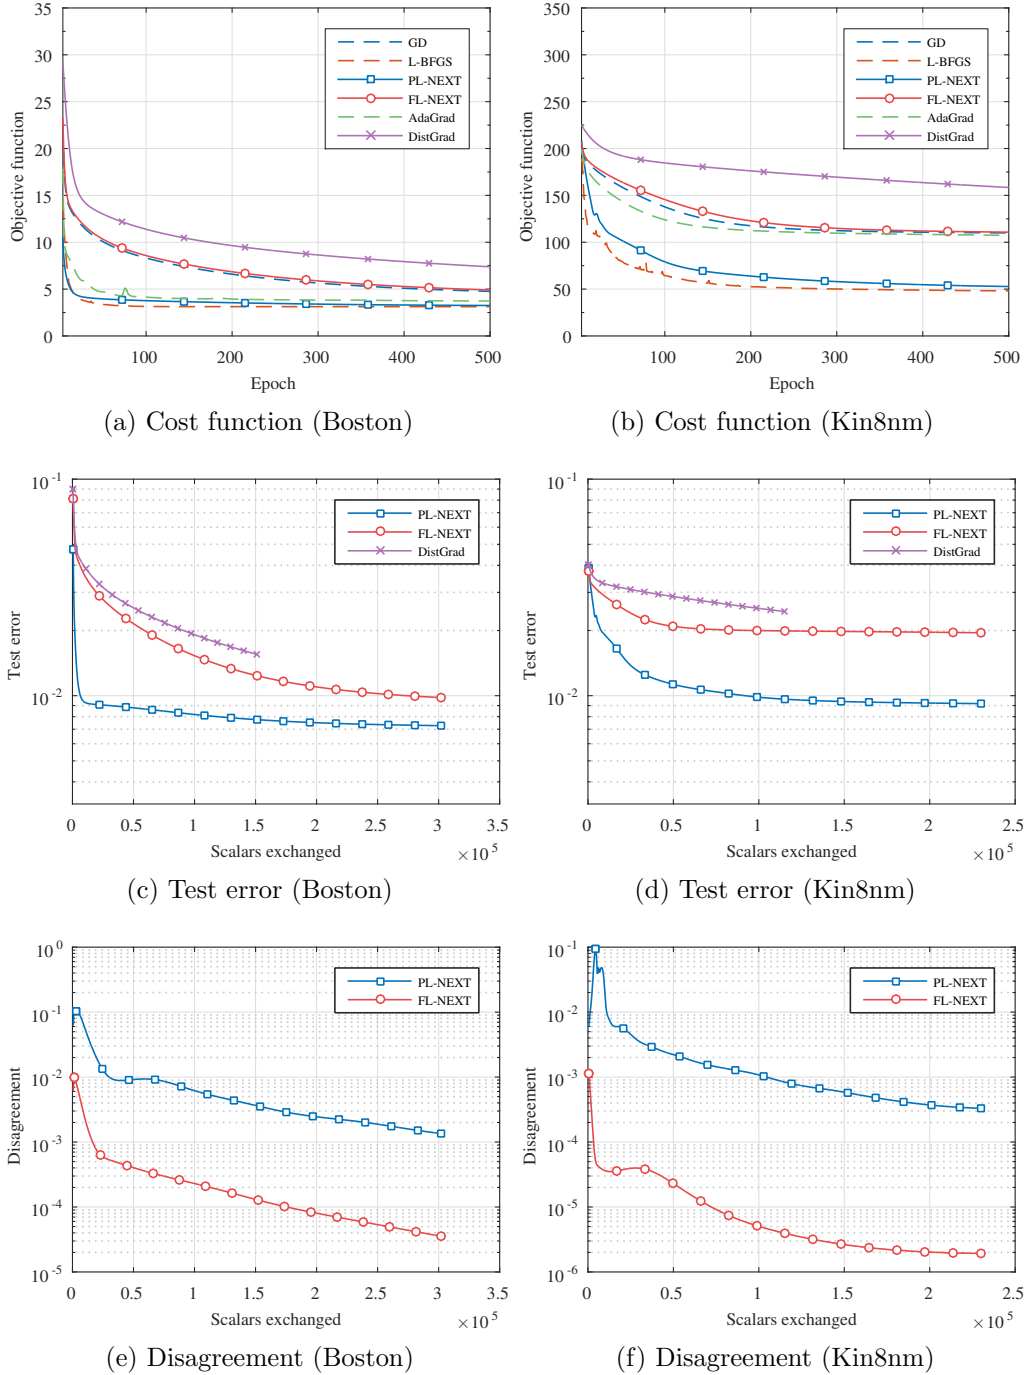 35
30
25
20
15
10
5
0
Objective function
100
200
300
400
500
Epoch
GD
L-BFGS
PL-NEXT
FL-NEXT
AdaGrad
DistGrad
(a) Cost function (Boston)
350
300
250
200
150
100
50
0
Objective function
100
200
300
400
500
Epoch
GD
L-BFGS
PL-NEXT
FL-NEXT
AdaGrad
DistGrad
(b) Cost function (Kin8nm)
10^-1
10^-2
Test error
0
0.5
1
1.5
2
2.5
3
3.5
Scalars exchanged
×10^5
PL-NEXT
FL-NEXT
DistGrad
(c) Test error (Boston)
10^-1
10^-2
Test error
0
0.5
1
1.5
2
2.5
Scalars exchanged
×10^5
PL-NEXT
FL-NEXT
DistGrad
(d) Test error (Kin8nm)
10^0
10^-1
10^-2
10^-3
10^-4
10^-5
Disagreement
0
0.5
1
1.5
2
2.5
3
3.5
Scalars exchanged
×10^5
PL-NEXT
FL-NEXT
(e) Disagreement (Boston)
10^-1
10^-2
10^-3
10^-4
10^-5
10^-6
Disagreement
0
0.5
1
1.5
2
2.5
Scalars exchanged
×10^5
PL-NEXT
FL-NEXT
(f) Disagreement (Kin8nm)